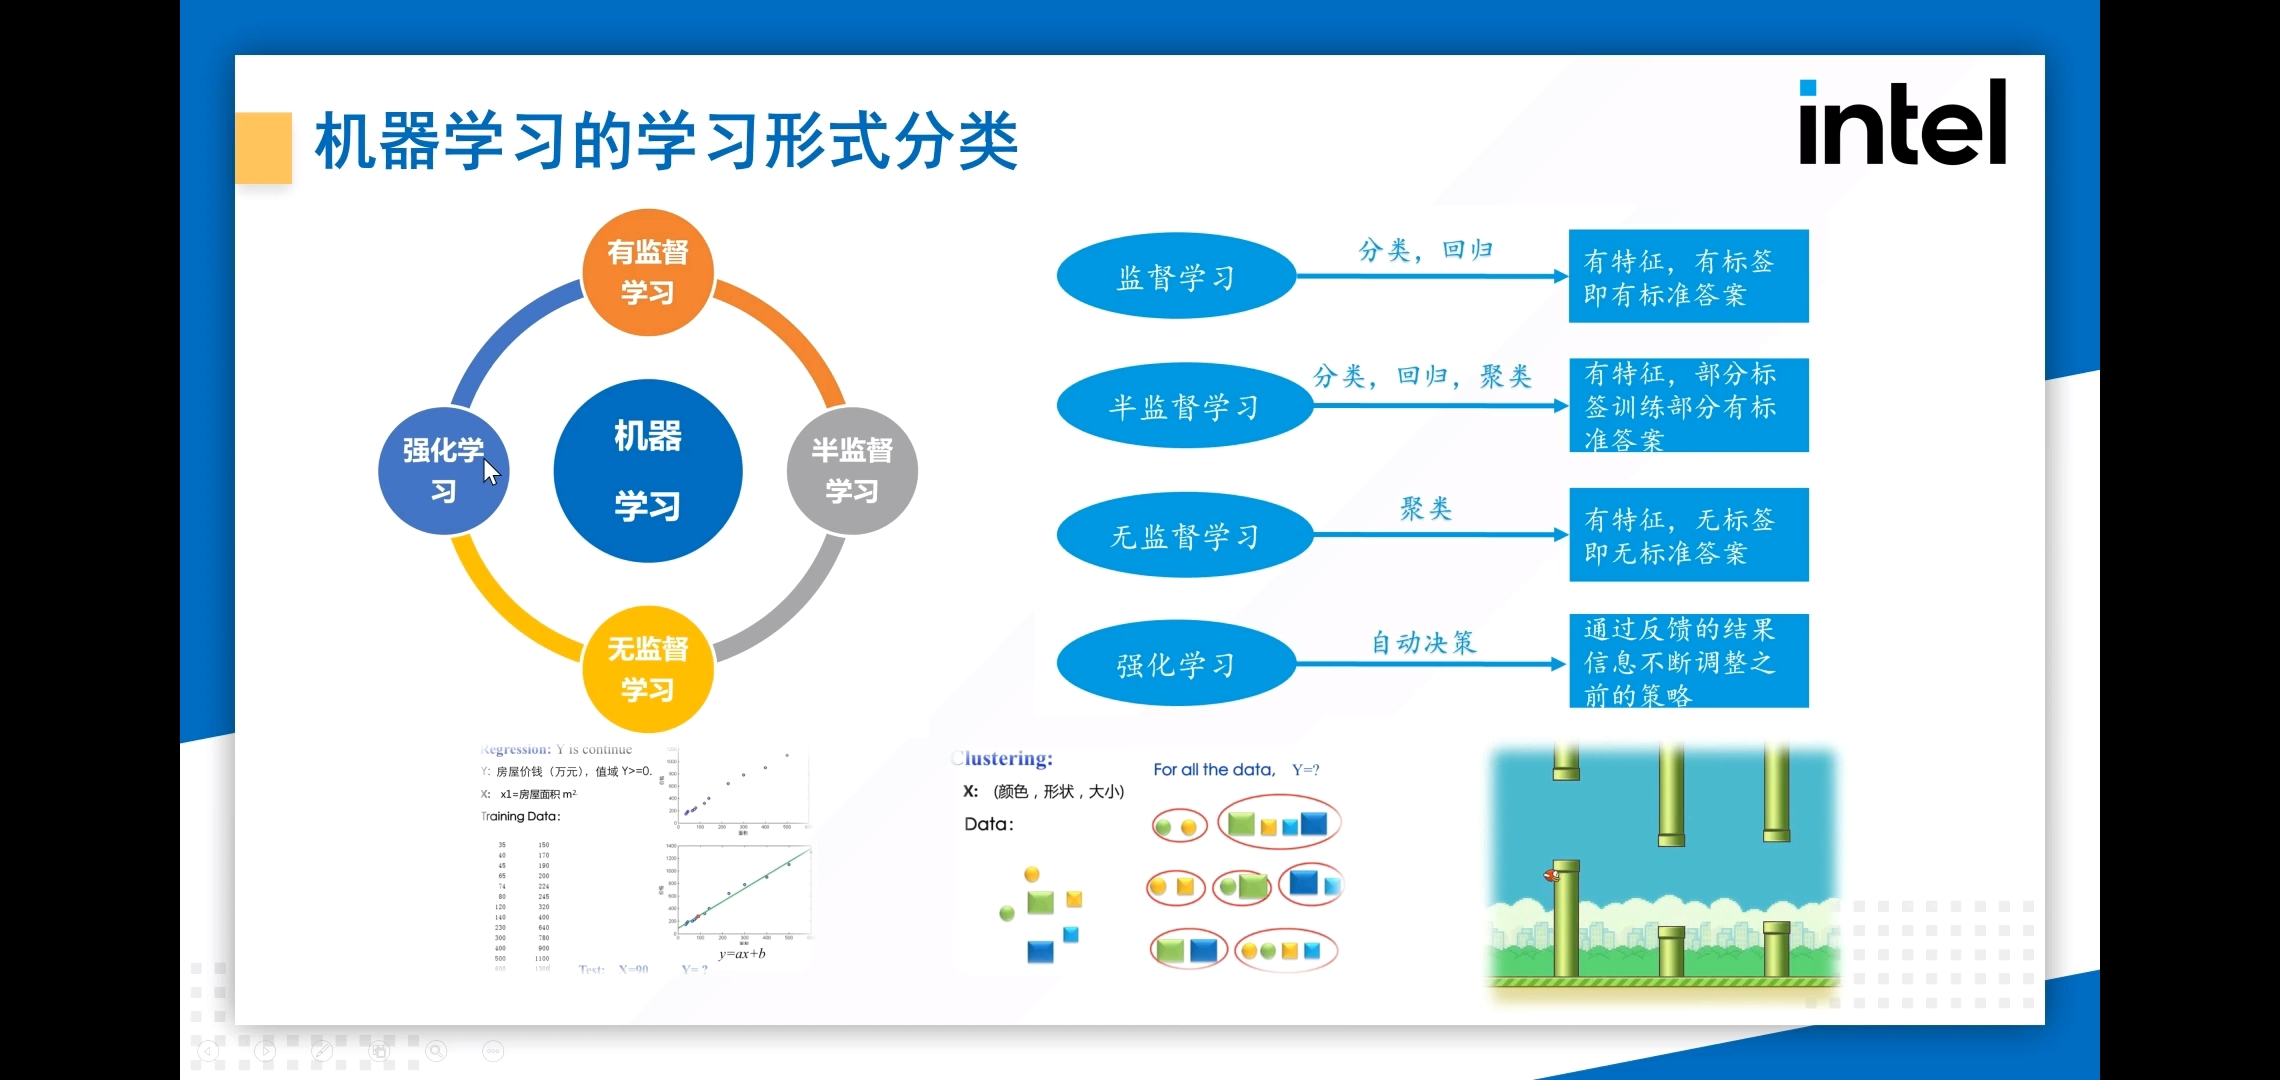 机器学习的学习形式分类
intel
有监督
学习
强化学
习
机器
学习
半监督
学习
无监督
学习
监督学习
分类，回归
有特征，有标签
即有标准答案
半监督学习
分类，回归，聚类
有特征，部分标
签训练部分有标
准答案
无监督学习
聚类
有特征，无标签
即无标准答案
强化学习
自动决策
通过反馈的结果
信息不断调整之
前的策略
Regression: Y is continue
Y: 房屋价钱（万元），值域 Y>=0.
X: x1=房屋面积 m²
Training Data:
35 150
40 170
45 190
65 200
74 224
80 245
120 320
140 400
230 640
300 780
400 900
500 1100
600 1300
y=ax+b
Test: X=90 Y= ?
Clustering:
X: (颜色，形状，大小)
Data:
For all the data, Y=?